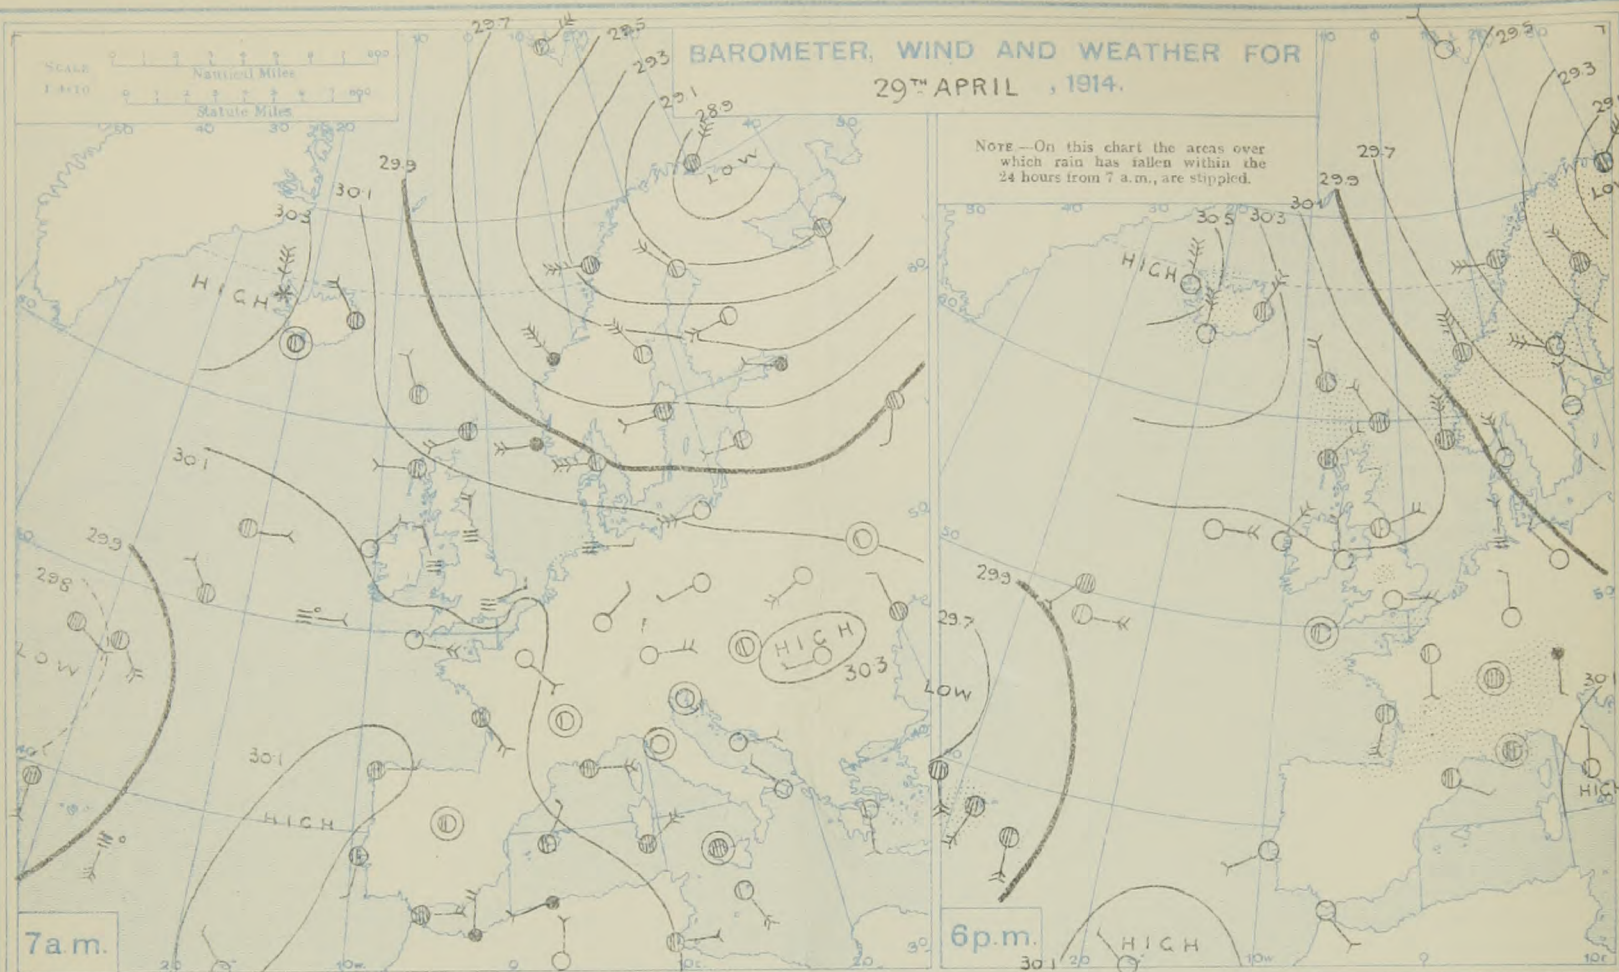 BAROMETER, WIND AND WEATHER FOR
29TH APRIL, 1914.
SCALE
Nautical Miles
Statute Miles
NOTE.—On this chart the areas over
which rain has fallen within the
24 hours from 7 a.m., are stippled.
29.7
29.5
29.3
29.1
28.9
LOW
29.9
30.1
30.3
HIGH
30.1
29.9
29.8
LOW
HIGH
30.3
30.1
HIGH
7 a.m.
29.3
29.7
29.9
30.1
30.3
30.5
HIGH
LOW
29.9
29.7
LOW
30.1
HIGH
HIGH
30.1
6 p.m.